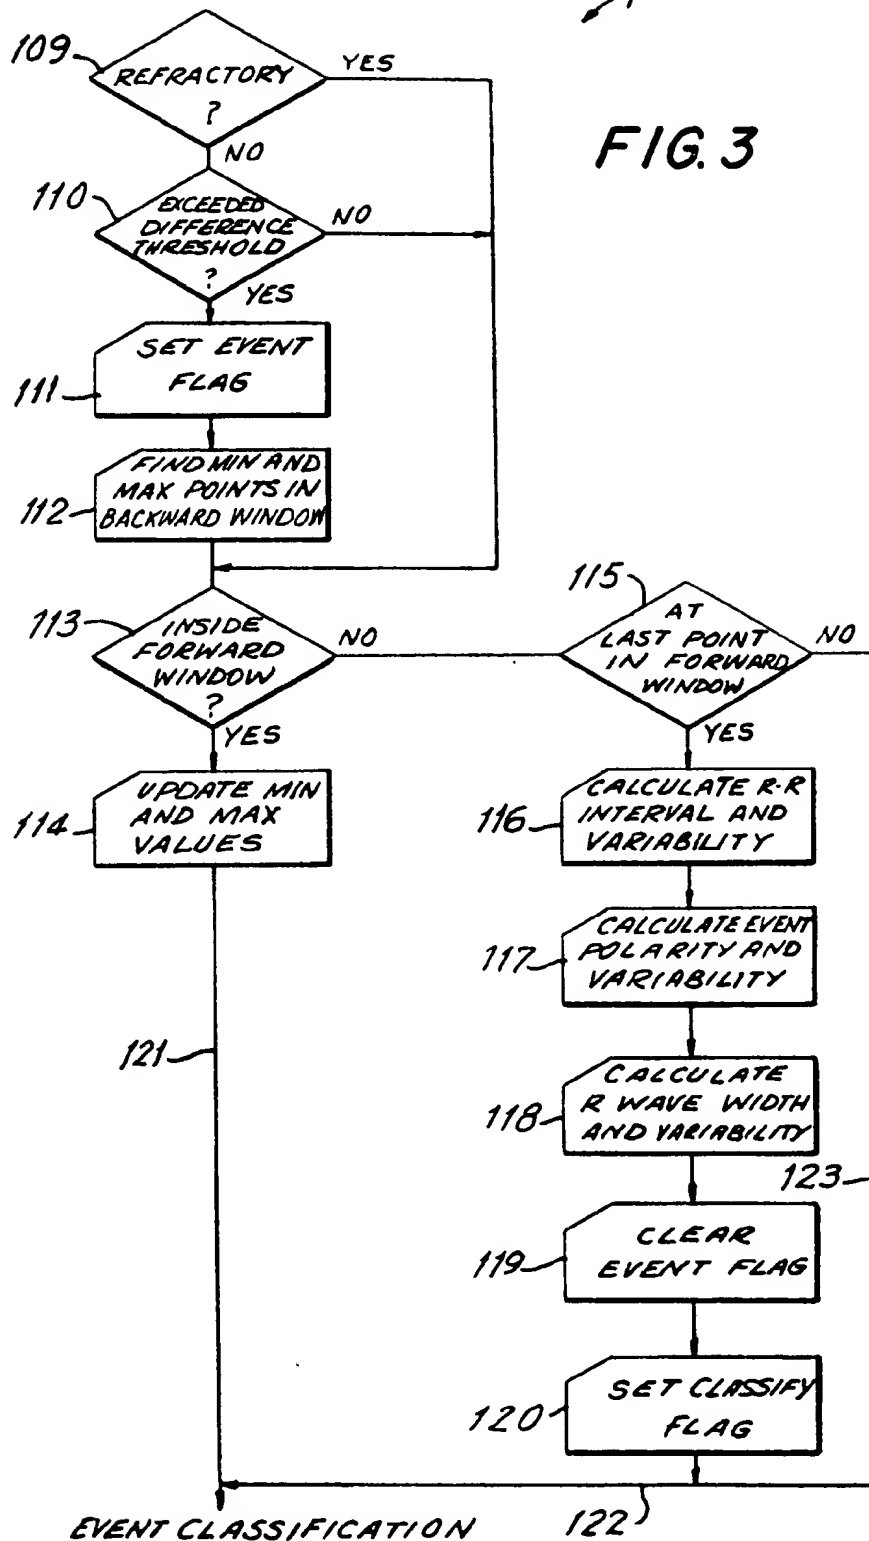 109
REFRACTORY
?
YES
NO
FIG. 3
110
EXCEEDED
DIFFERENCE
THRESHOLD
?
NO
YES
SET EVENT
FLAG
111
FIND MIN AND
MAX POINTS IN
BACKWARD WINDOW
112
113
INSIDE
FORWARD
WINDOW
?
NO
YES
115
AT
LAST POINT
IN FORWARD
WINDOW
NO
YES
UPDATE MIN
AND MAX
VALUES
114
CALCULATE R-R
INTERVAL AND
VARIABILITY
116
CALCULATE EVENT
POLARITY AND
VARIABILITY
117
121
CALCULATE
R WAVE WIDTH
AND VARIABILITY
118
123
CLEAR
EVENT FLAG
119
SET CLASSIFY
FLAG
120
122
EVENT CLASSIFICATION